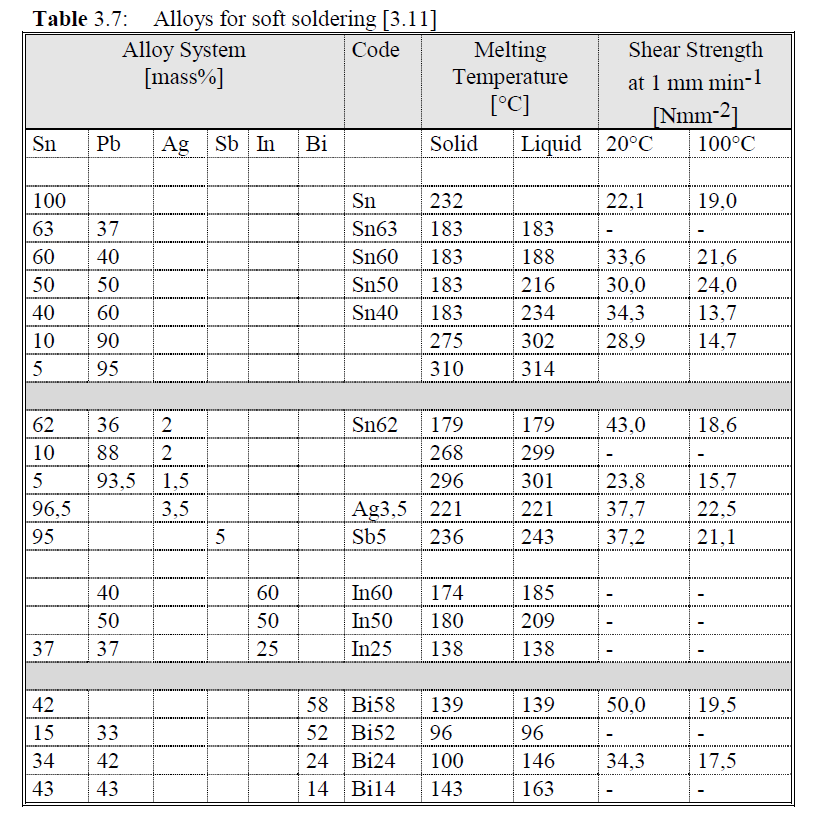 Table 3.7: Alloys for soft soldering [3.11]
Alloy System Code Melting Shear Strength
[mass%] Temperature at 1 mm min-1
[°C] [Nmm-2]
Sn Pb Ag Sb In Bi Solid Liquid 20°C 100°C
100 Sn 232 22,1 19,0
63 37 Sn63 183 183 - -
60 40 Sn60 183 188 33,6 21,6
50 50 Sn50 183 216 30,0 24,0
40 60 Sn40 183 234 34,3 13,7
10 90 275 302 28,9 14,7
5 95 310 314
62 36 2 Sn62 179 179 43,0 18,6
10 88 2 268 299 - -
5 93,5 1,5 296 301 23,8 15,7
96,5 3,5 Ag3,5 221 221 37,7 22,5
95 5 Sb5 236 243 37,2 21,1
40 60 In60 174 185 - -
50 50 In50 180 209 - -
37 37 25 In25 138 138 - -
42 58 Bi58 139 139 50,0 19,5
15 33 52 Bi52 96 96 - -
34 42 24 Bi24 100 146 34,3 17,5
43 43 14 Bi14 143 163 - -